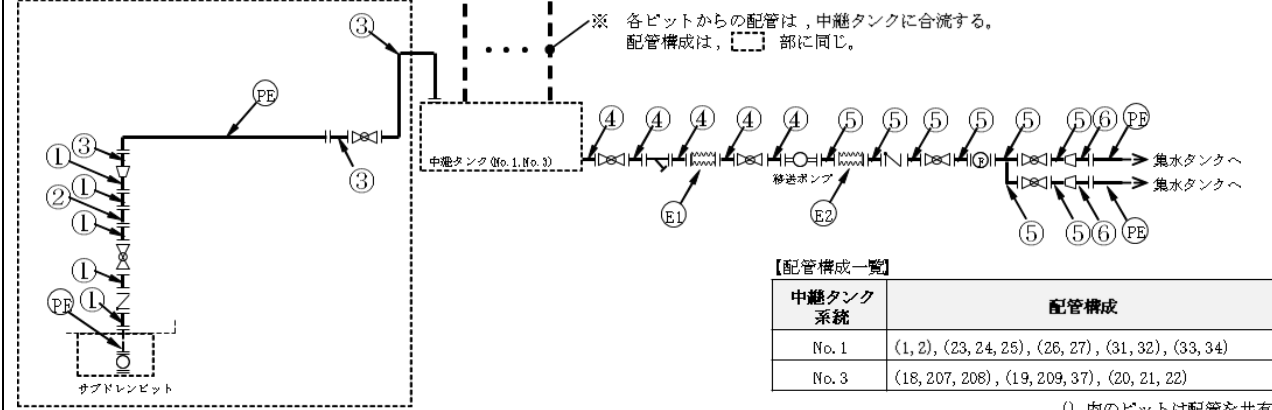 ※ 各ピットからの配管は，中継タンクに合流する。
配管構成は， 部に同じ。
③
PE
③
①
②
①
①
①
①
PE
サブドレンピット
③
中継タンク(No.1,No.3)
④ ④ ④ ④ ④ ⑤ ⑤ ⑤ ⑤ ⑤ ⑤ ⑥ PE
移送ポンプ
P
集水タンクへ
集水タンクへ
E1
E2
⑤ ⑤ ⑥ PE
【配管構成一覧】
中継タンク
系統
配管構成
No.1 (1, 2), (23, 24, 25), (26, 27), (31, 32), (33, 34)
No.3 (18, 207, 208), (19, 209, 37), (20, 21, 22)
() 内のピットは配管を共有